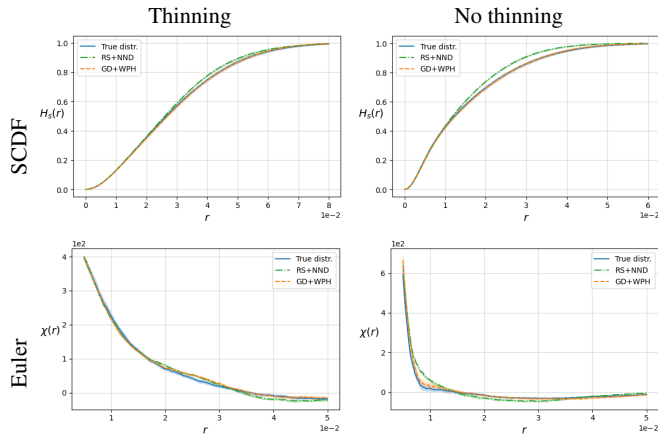 Thinning
No thinning
SCDF
H_s(r)
1.0
0.8
0.6
0.4
0.2
0.0
True distr.
RS+NND
GD+WPH
0 1 2 3 4 5 6 7 8
r
1e−2
H_s(r)
1.0
0.8
0.6
0.4
0.2
0.0
True distr.
RS+NND
GD+WPH
0 1 2 3 4 5 6
r
1e−2
Euler
1e2
χ(r)
4
3
2
1
0
True distr.
RS+NND
GD+WPH
1 2 3 4 5
r
1e−2
1e2
χ(r)
6
4
2
0
True distr.
RS+NND
GD+WPH
1 2 3 4 5
r
1e−2